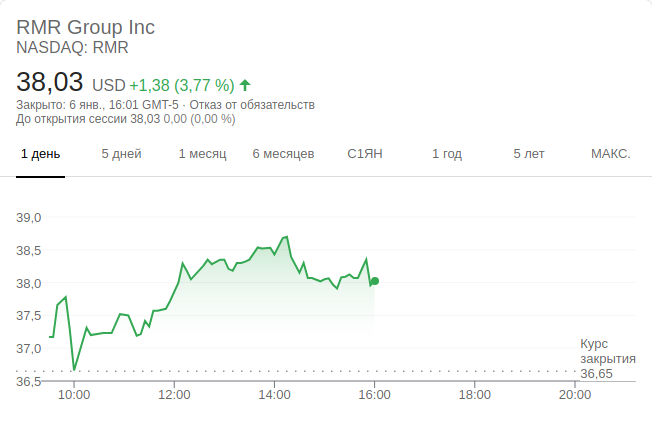 RMR Group Inc
NASDAQ: RMR
38,03 USD +1,38 (3,77 %)
Закрыто: 6 янв., 16:01 GMT-5 · Отказ от обязательств
До открытия сессии 38,03 0,00 (0,00 %)
1 день 5 дней 1 месяц 6 месяцев С1ЯН 1 год 5 лет МАКС.
39,0
38,5
38,0
37,5
37,0
36,5
Курс
закрытия
36,65
10:00 12:00 14:00 16:00 18:00 20:00